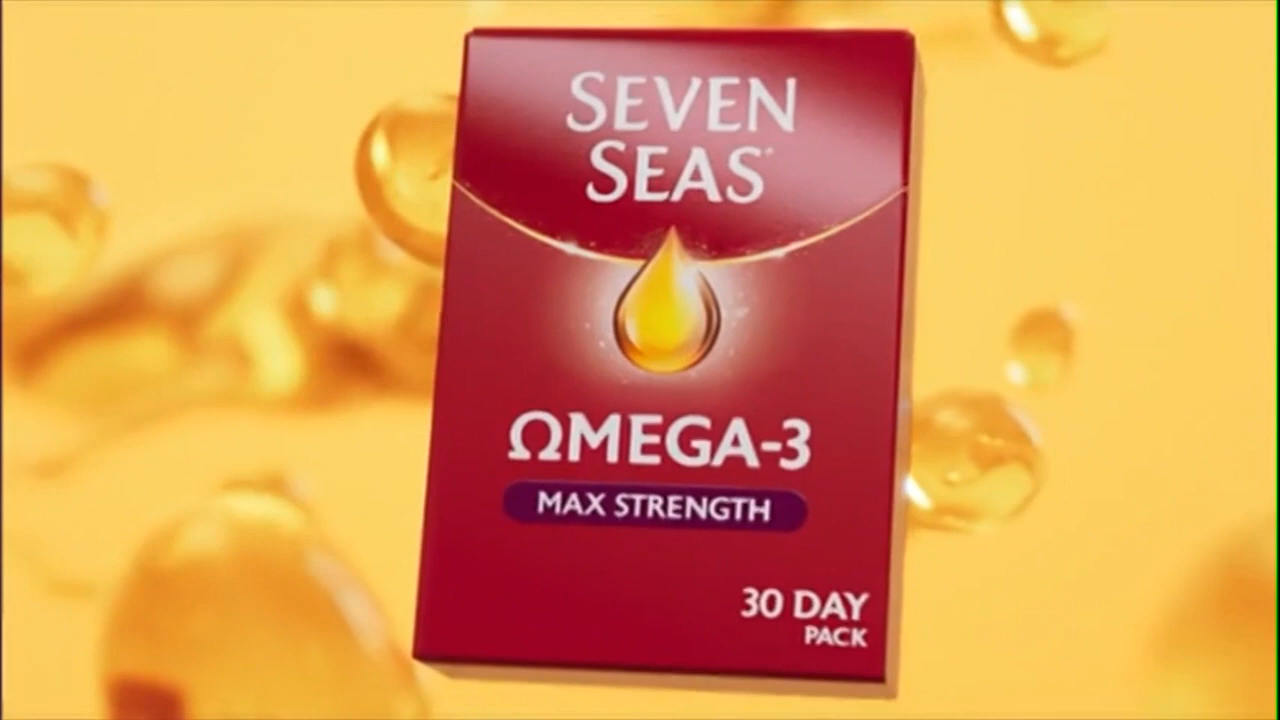 SEVEN
SEAS
ΩMEGA-3
MAX STRENGTH
30 DAY
PACK